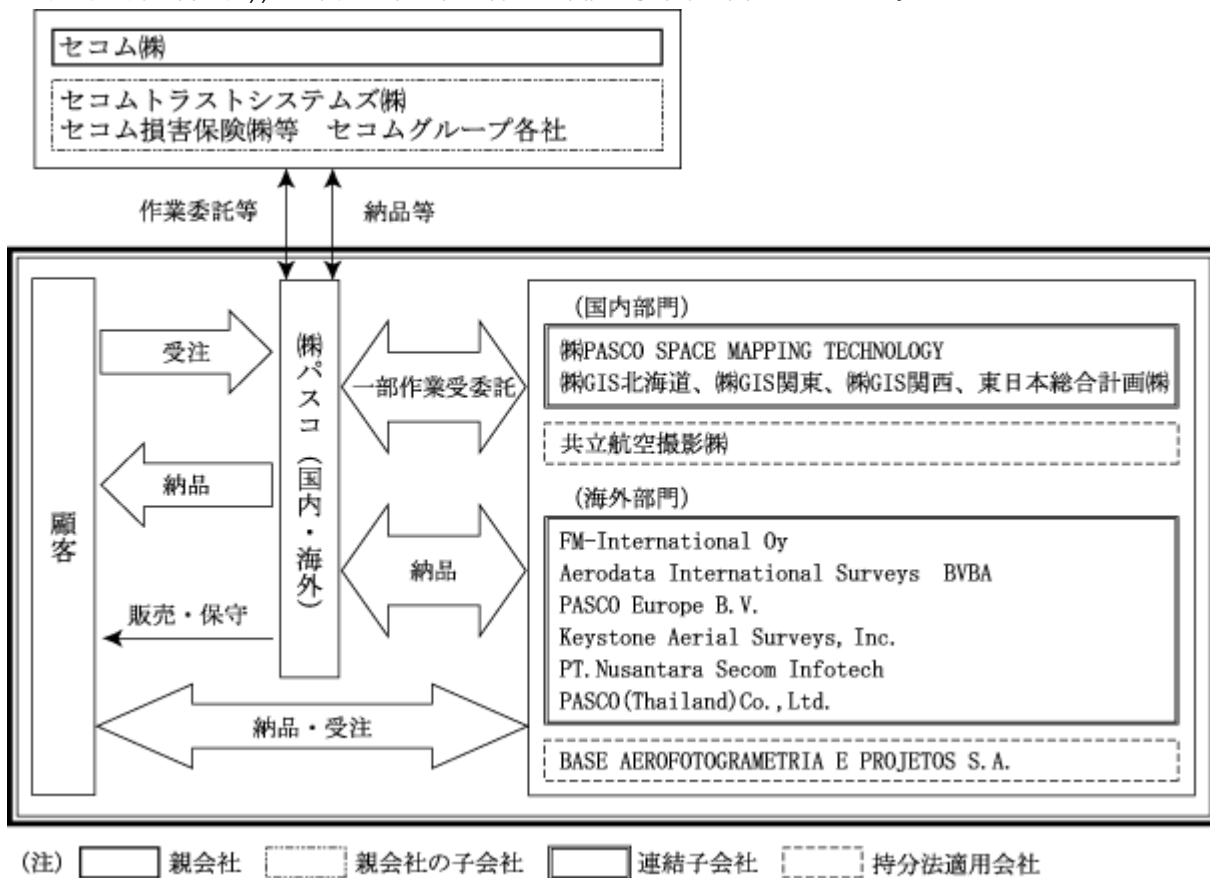 セコム㈱
セコムトラストシステムズ㈱
セコム損害保険㈱等　セコムグループ各社
作業委託等
納品等
顧客
受注
納品
販売・保守
㈱パスコ（国内・海外）
一部作業受委託
納品
納品・受注
(国内部門)
㈱PASCO SPACE MAPPING TECHNOLOGY
㈱GIS北海道、㈱GIS関東、㈱GIS関西、東日本総合計画㈱
共立航空撮影㈱
(海外部門)
FM-International Oy
Aerodata International Surveys BVBA
PASCO Europe B.V.
Keystone Aerial Surveys, Inc.
PT. Nusantara Secom Infotech
PASCO(Thailand)Co.,Ltd.
BASE AEROFOTOGRAMETRIA E PROJETOS S.A.
(注) 親会社 親会社の子会社 連結子会社 持分法適用会社